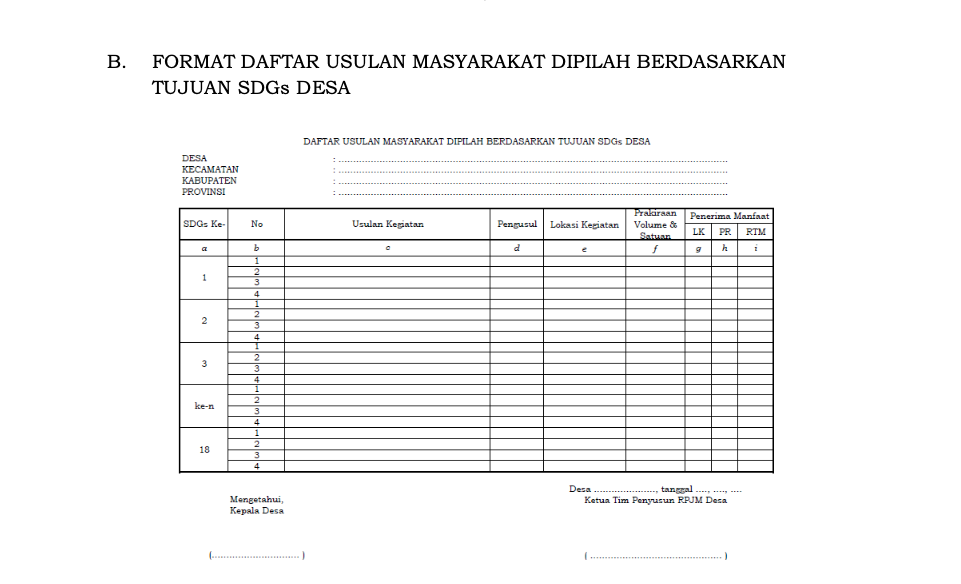 B. FORMAT DAFTAR USULAN MASYARAKAT DIPILAH BERDASARKAN
TUJUAN SDGs DESA
DAFTAR USULAN MASYARAKAT DIPILAH BERDASARKAN TUJUAN SDGs DESA
DESA : ....................
KECAMATAN : ....................
KABUPATEN : ....................
PROVINSI : ....................
SDGs Ke- No Usulan Kegiatan Pengusul Lokasi Kegiatan Prakiraan Volume & Satuan Penerima Manfaat
LK PR RTM
a b c d e f g h i
1
1
2
3
4
2
1
2
3
4
3
1
2
3
4
ke-n
1
2
3
4
18
1
2
3
4
Desa ....................., tanggal ...., ...., ....
Mengetahui, Ketua Tim Penyusun RPJM Desa
Kepala Desa
(..............................) (..............................)